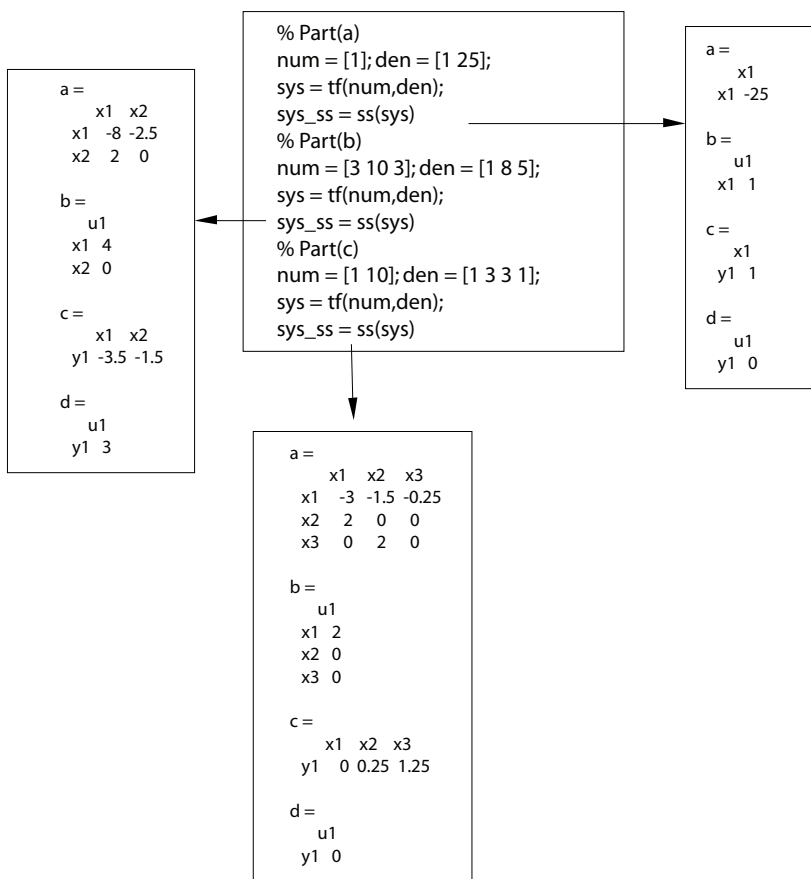 % Part(a)
num = [1]; den = [1 25];
sys = tf(num,den);
sys_ss = ss(sys)
% Part(b)
num = [3 10 3]; den = [1 8 5];
sys = tf(num,den);
sys_ss = ss(sys)
% Part(c)
num = [1 10]; den = [1 3 3 1];
sys = tf(num,den);
sys_ss = ss(sys)
a =
x1 x2
x1 -8 -2.5
x2 2 0
b =
u1
x1 4
x2 0
c =
x1 x2
y1 -3.5 -1.5
d =
u1
y1 3
a =
x1
x1 -25
b =
u1
x1 1
c =
x1
y1 1
d =
u1
y1 0
a =
x1 x2 x3
x1 -3 -1.5 -0.25
x2 2 0 0
x3 0 2 0
b =
u1
x1 2
x2 0
x3 0
c =
x1 x2 x3
y1 0 0.25 1.25
d =
u1
y1 0